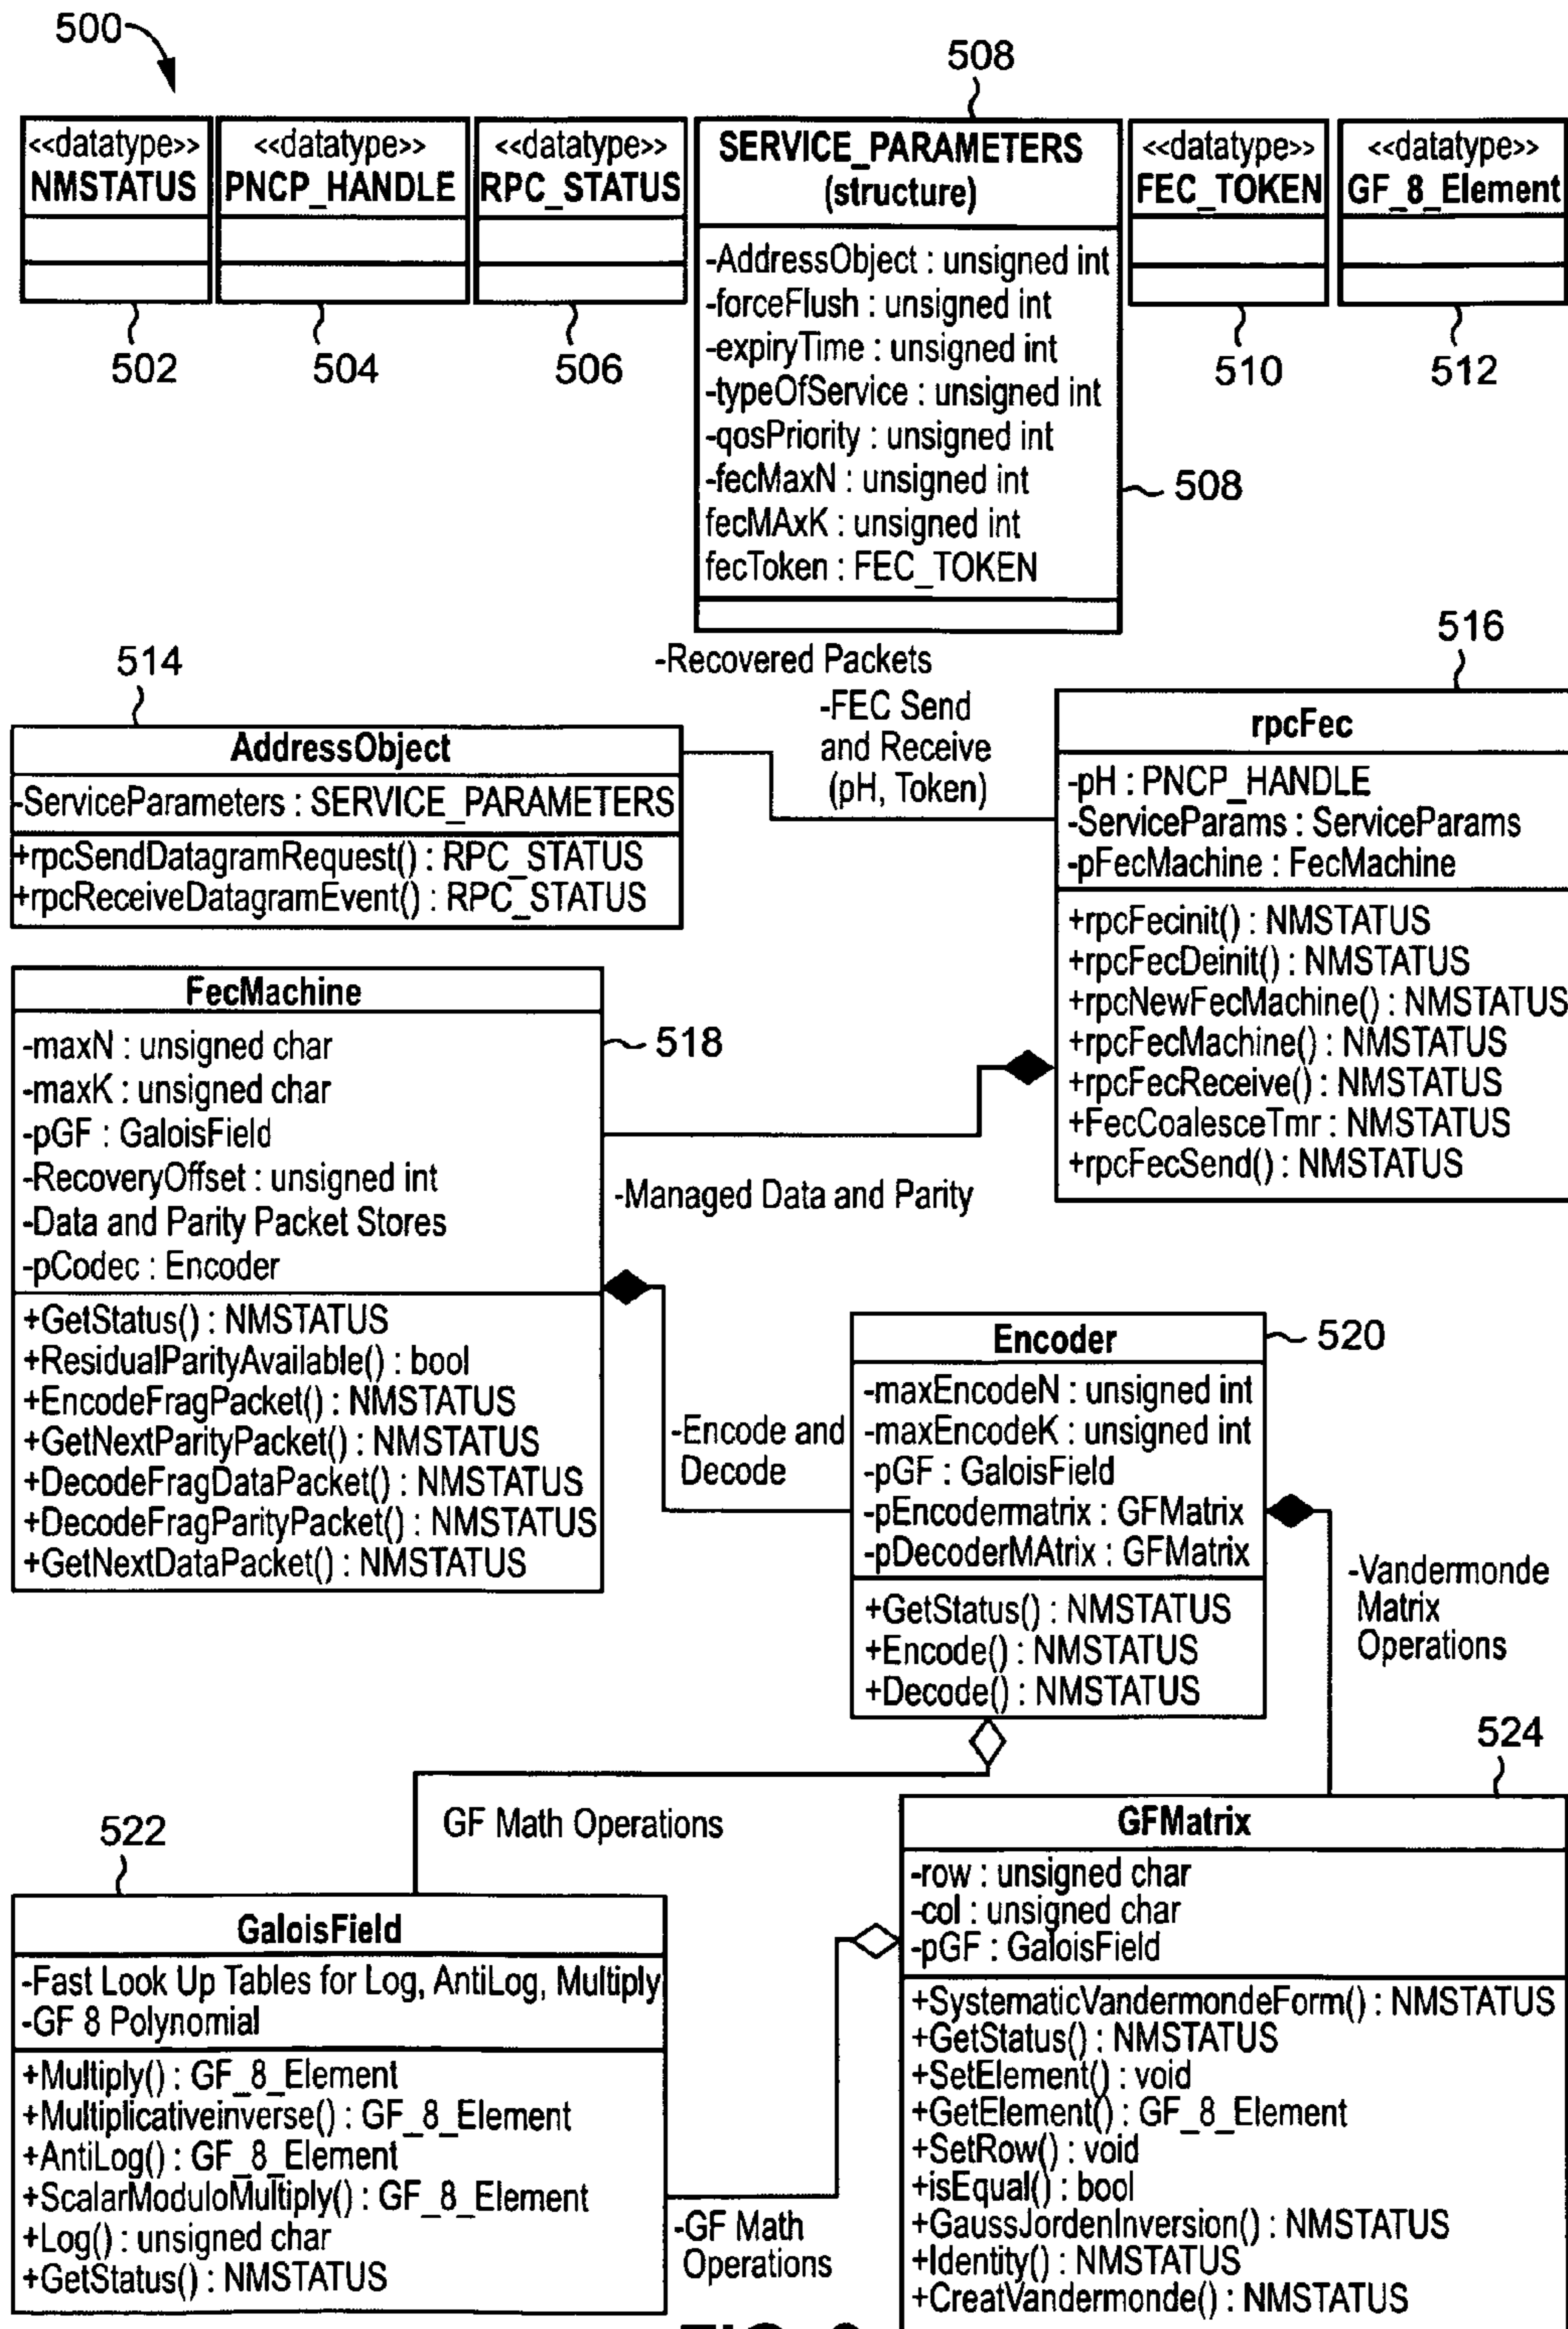 500
508
<<datatype>>
NMSTATUS
<<datatype>>
PNCP_HANDLE
<<datatype>>
RPC_STATUS
SERVICE_PARAMETERS
(structure)
-AddressObject : unsigned int
-forceFlush : unsigned int
-expiryTime : unsigned int
-typeOfService : unsigned int
-qosPriority : unsigned int
-fecMaxN : unsigned int
fecMAxK : unsigned int
fecToken : FEC_TOKEN
<<datatype>>
FEC_TOKEN
<<datatype>>
GF_8_Element
502
504
506
510
512
508
514
-Recovered Packets
-FEC Send
and Receive
(pH, Token)
516
AddressObject
-ServiceParameters : SERVICE_PARAMETERS
+rpcSendDatagramRequest() : RPC_STATUS
+rpcReceiveDatagramEvent() : RPC_STATUS
rpcFec
-pH : PNCP_HANDLE
-ServiceParams : ServiceParams
-pFecMachine : FecMachine
+rpcFecinit() : NMSTATUS
+rpcFecDeinit() : NMSTATUS
+rpcNewFecMachine() : NMSTATUS
+rpcFecMachine() : NMSTATUS
+rpcFecReceive() : NMSTATUS
+FecCoalesceTmr : NMSTATUS
+rpcFecSend() : NMSTATUS
FecMachine
-maxN : unsigned char
-maxK : unsigned char
-pGF : GaloisField
-RecoveryOffset : unsigned int
-Data and Parity Packet Stores
-pCodec : Encoder
+GetStatus() : NMSTATUS
+ResidualParityAvailable() : bool
+EncodeFragPacket() : NMSTATUS
+GetNextParityPacket() : NMSTATUS
+DecodeFragDataPacket() : NMSTATUS
+DecodeFragParityPacket() : NMSTATUS
+GetNextDataPacket() : NMSTATUS
518
-Managed Data and Parity
-Encode and
Decode
Encoder
-maxEncodeN : unsigned int
-maxEncodeK : unsigned int
-pGF : GaloisField
-pEncodermatrix : GFMatrix
-pDecoderMAtrix : GFMatrix
+GetStatus() : NMSTATUS
+Encode() : NMSTATUS
+Decode() : NMSTATUS
520
-Vandermonde
Matrix
Operations
524
522
GF Math Operations
GaloisField
-Fast Look Up Tables for Log, AntiLog, Multiply
-GF 8 Polynomial
+Multiply() : GF_8_Element
+Multiplicativeinverse() : GF_8_Element
+AntiLog() : GF_8_Element
+ScalarModuloMultiply() : GF_8_Element
+Log() : unsigned char
+GetStatus() : NMSTATUS
-GF Math
Operations
GFMatrix
-row : unsigned char
-col : unsigned char
-pGF : GaloisField
+SystematicVandermondeForm() : NMSTATUS
+GetStatus() : NMSTATUS
+SetElement() : void
+GetElement() : GF_8_Element
+SetRow() : void
+isEqual() : bool
+GaussJordenInversion() : NMSTATUS
+Identity() : NMSTATUS
+CreatVandermonde() : NMSTATUS